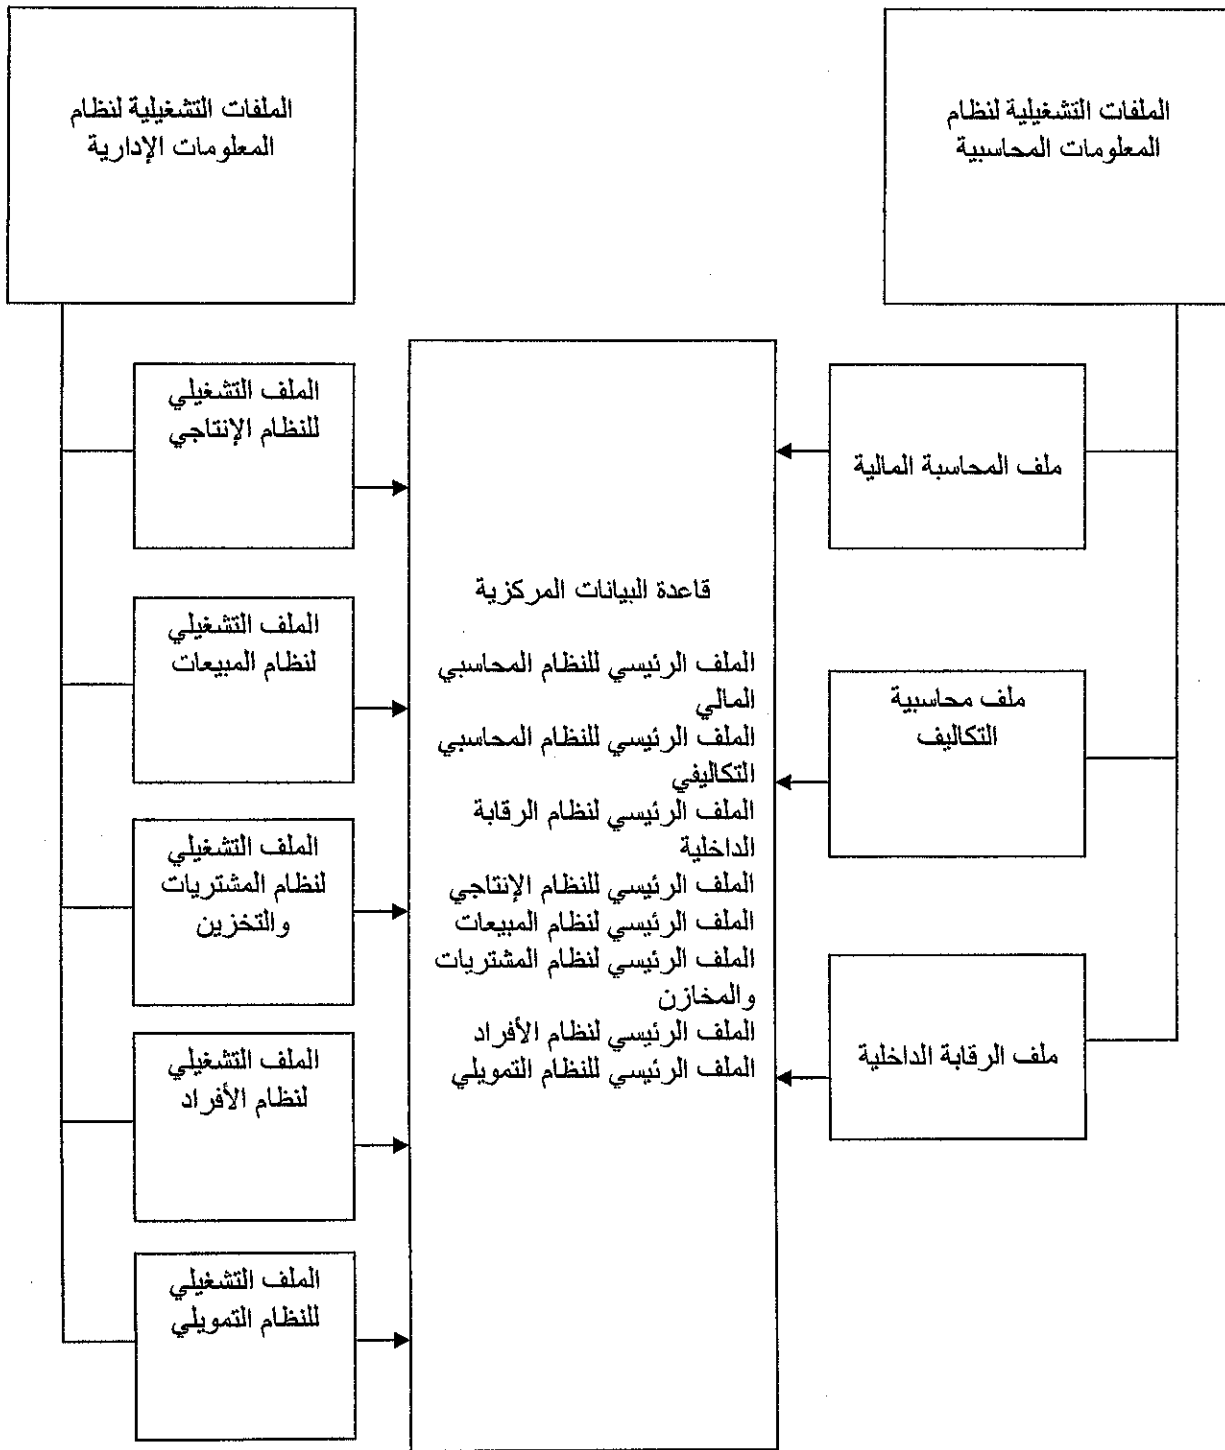 الملفات التشغيلية لنظام
المعلومات المحاسبية
الملفات التشغيلية لنظام
المعلومات الإدارية
ملف المحاسبة المالية
ملف محاسبية
التكاليف
ملف الرقابة الداخلية
قاعدة البيانات المركزية
الملف الرئيسي للنظام المحاسبي
المالي
الملف الرئيسي للنظام المحاسبي
التكاليفي
الملف الرئيسي لنظام الرقابة
الداخلية
الملف الرئيسي للنظام الإنتاجي
الملف الرئيسي لنظام المبيعات
الملف الرئيسي لنظام المشتريات
والمخازن
الملف الرئيسي لنظام الأفراد
الملف الرئيسي للنظام التمويلي
الملف التشغيلي
للنظام الإنتاجي
الملف التشغيلي
لنظام المبيعات
الملف التشغيلي
لنظام المشتريات
والتخزين
الملف التشغيلي
لنظام الأفراد
الملف التشغيلي
للنظام التمويلي